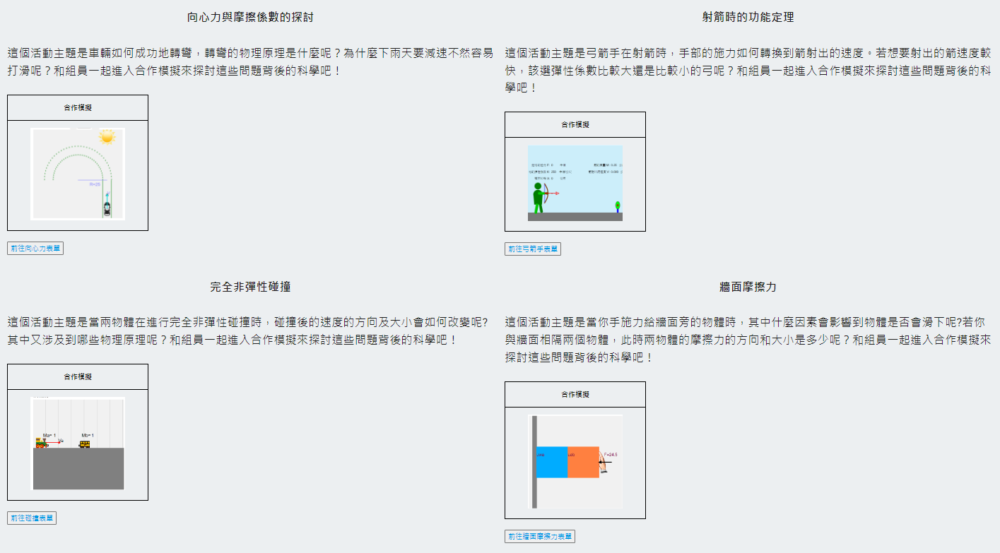 向心力與摩擦係數的探討
這個活動主題是車輛如何成功地轉彎，轉彎的物理原理是什麼呢？為什麼下雨天要減速不然容易
打滑呢？和組員一起進入合作模擬來探討這些問題背後的科學吧！
合作模擬
R=25
前往向心力表單
射箭時的功能定理
這個活動主題是弓箭手在射箭時，手部的施力如何轉換到箭射出的速度。若想要射出的箭速度較
快，該選彈性係數比較大還是比較小的弓呢？和組員一起進入合作模擬來探討這些問題背後的科
學吧！
合作模擬
前往弓箭手表單
完全非彈性碰撞
這個活動主題是當兩物體在進行完全非彈性碰撞時，碰撞後的速度的方向及大小會如何改變呢?
其中又涉及到哪些物理原理呢？和組員一起進入合作模擬來探討這些問題背後的科學吧！
合作模擬
Ma= 1
Mb= 1
Va
前往碰撞表單
牆面摩擦力
這個活動主題是當你手施力給牆面旁的物體時，其中什麼因素會影響到物體是否會滑下呢?若你
與牆面相隔兩個物體，此時兩物體的摩擦力的方向和大小是多少呢？和組員一起進入合作模擬來
探討這些問題背後的科學吧！
合作模擬
F=24.5
前往牆面摩擦力表單